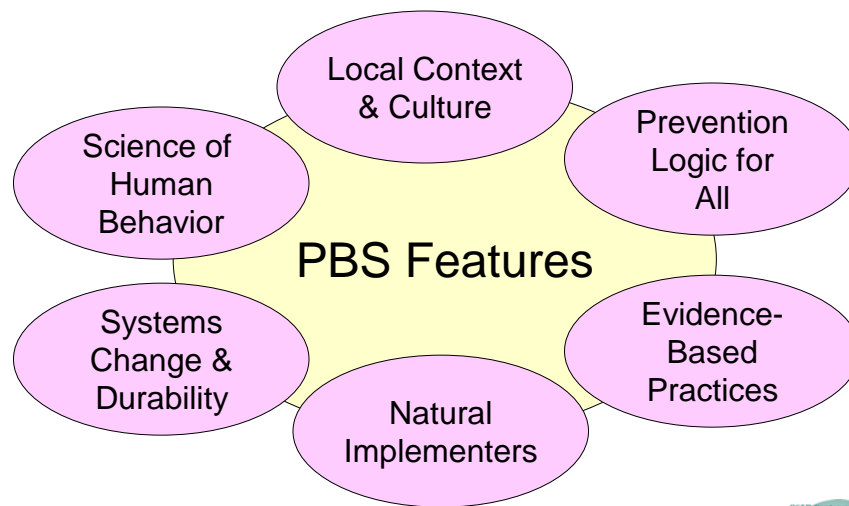 Local Context
& Culture
Prevention
Logic for
All
Science of
Human
Behavior
PBS Features
Evidence-
Based
Practices
Systems
Change &
Durability
Natural
Implementers